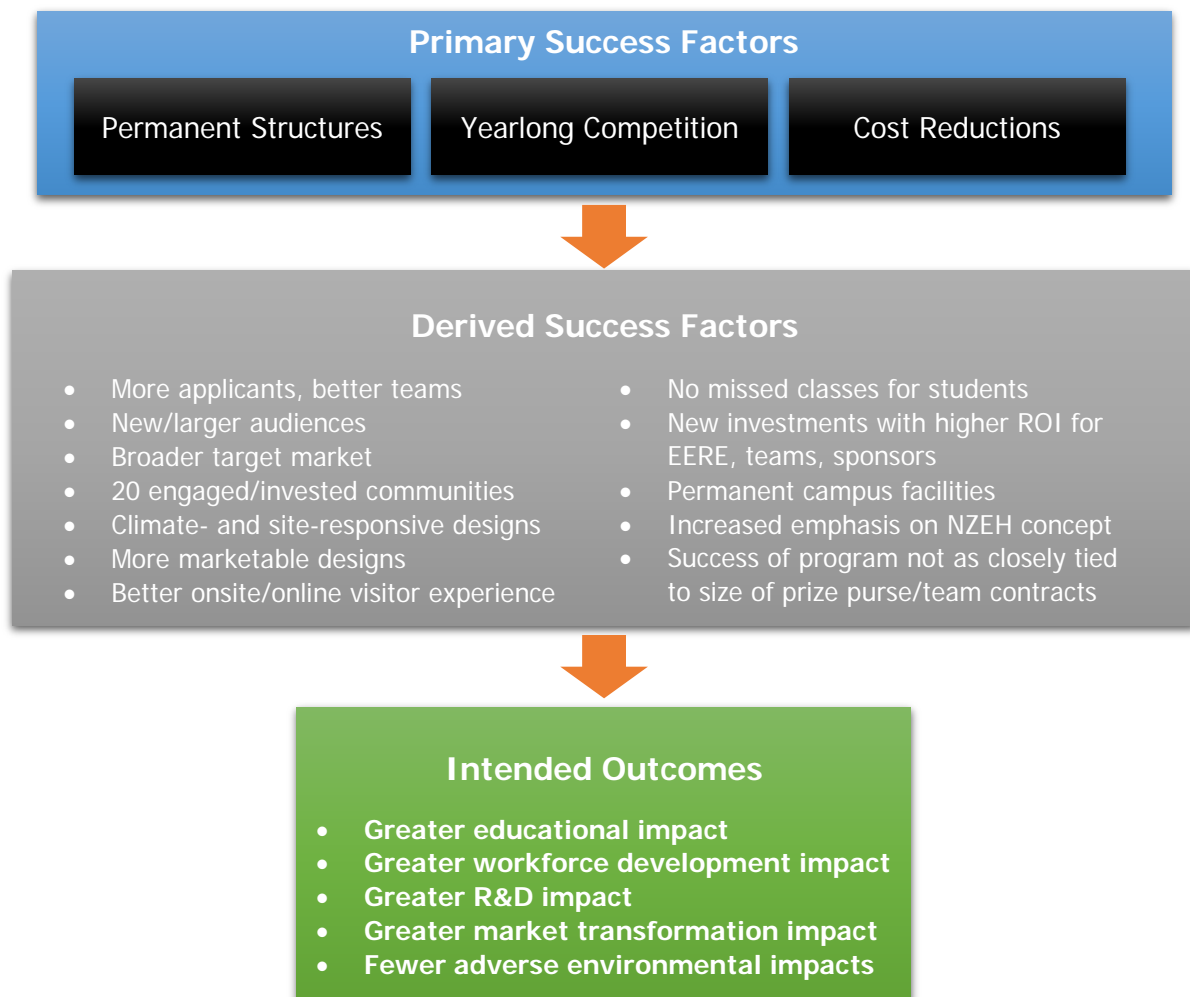 Primary Success Factors
Permanent Structures
Yearlong Competition
Cost Reductions
Derived Success Factors
• More applicants, better teams
• New/larger audiences
• Broader target market
• 20 engaged/invested communities
• Climate- and site-responsive designs
• More marketable designs
• Better onsite/online visitor experience
• No missed classes for students
• New investments with higher ROI for
EERE, teams, sponsors
• Permanent campus facilities
• Increased emphasis on NZEH concept
• Success of program not as closely tied
to size of prize purse/team contracts
Intended Outcomes
• Greater educational impact
• Greater workforce development impact
• Greater R&D impact
• Greater market transformation impact
• Fewer adverse environmental impacts